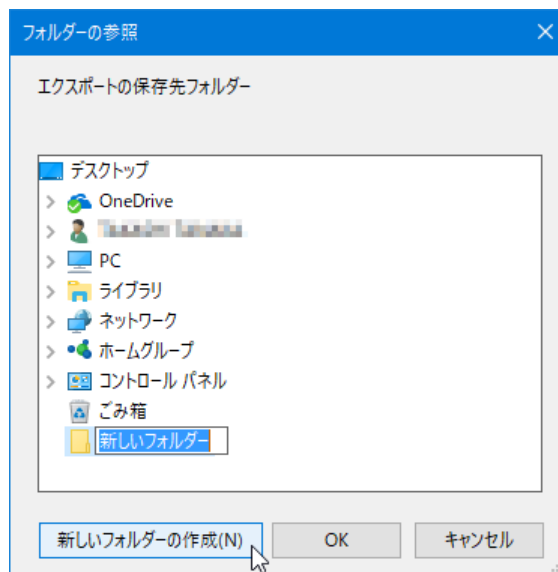 フォルダーの参照
エクスポートの保存先フォルダー
デスクトップ
OneDrive
PC
ライブラリ
ネットワーク
ホームグループ
コントロール パネル
ごみ箱
新しいフォルダー
新しいフォルダーの作成(N)
OK
キャンセル